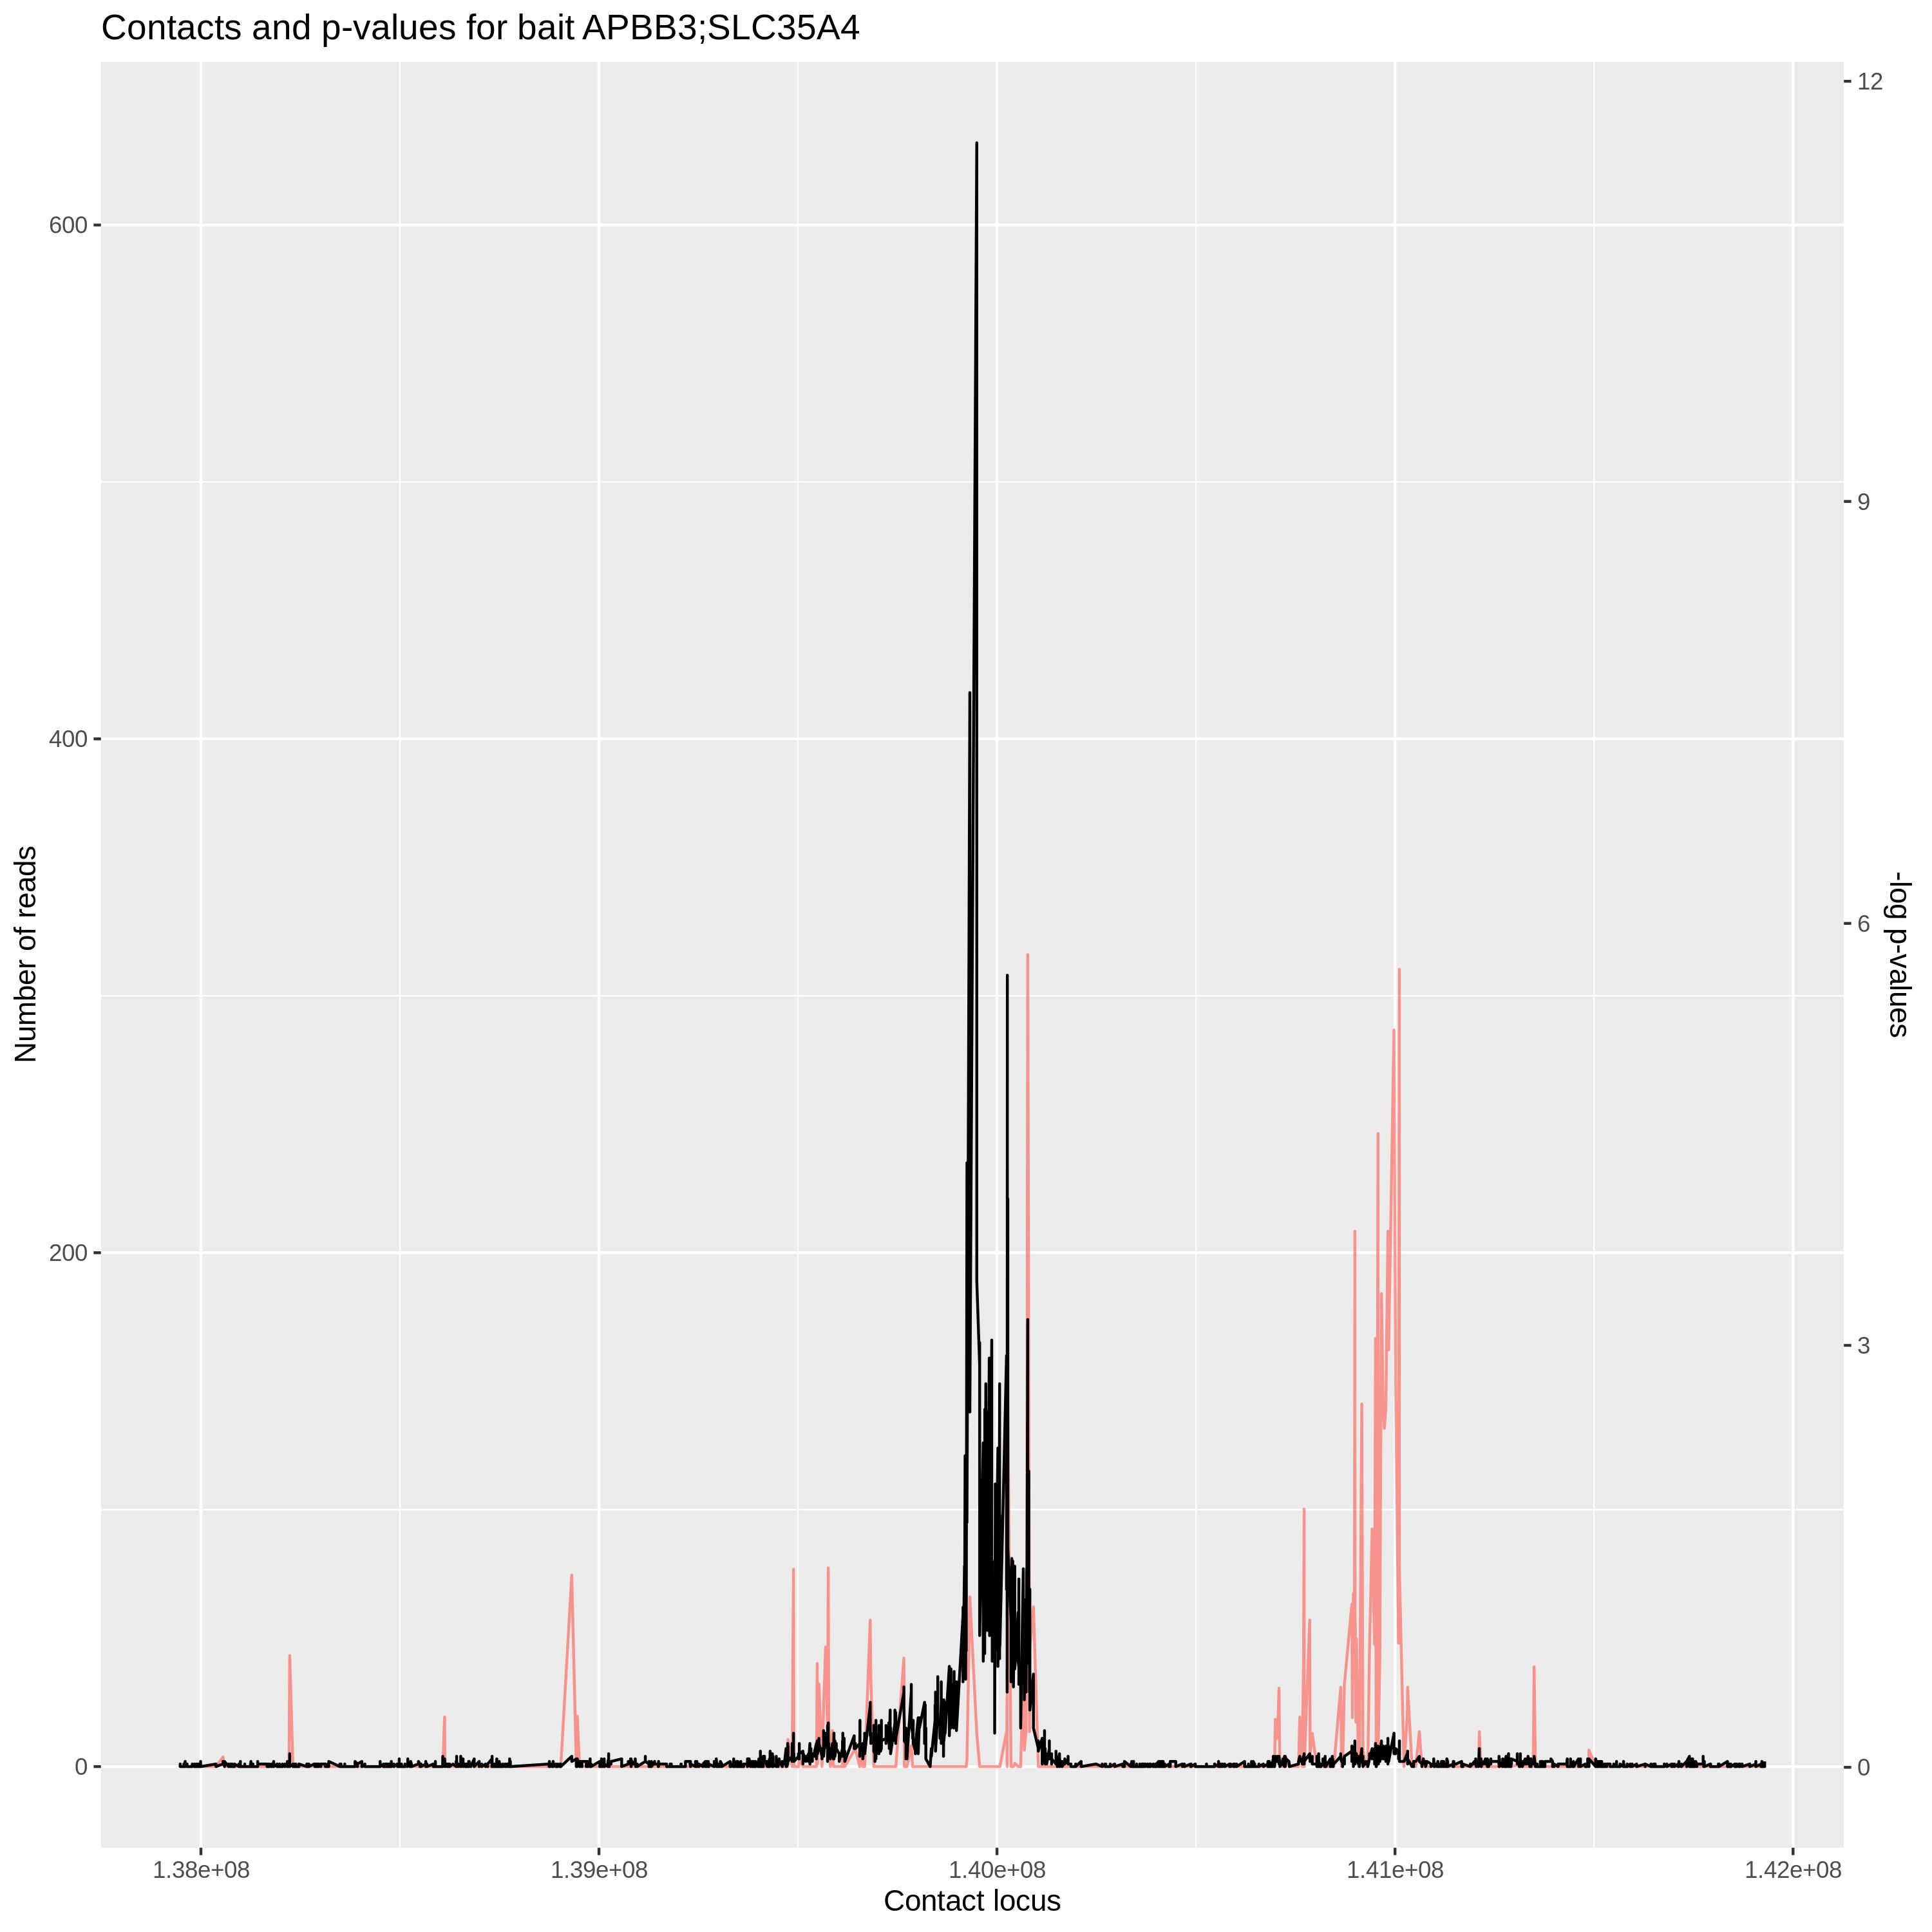 Contacts and p-values for bait APBB3;SLC35A4
12
600
9
400
6
Number of reads
-log p-values
200
3
0
0
1.38e+08
1.39e+08
1.40e+08
1.41e+08
1.42e+08
Contact locus